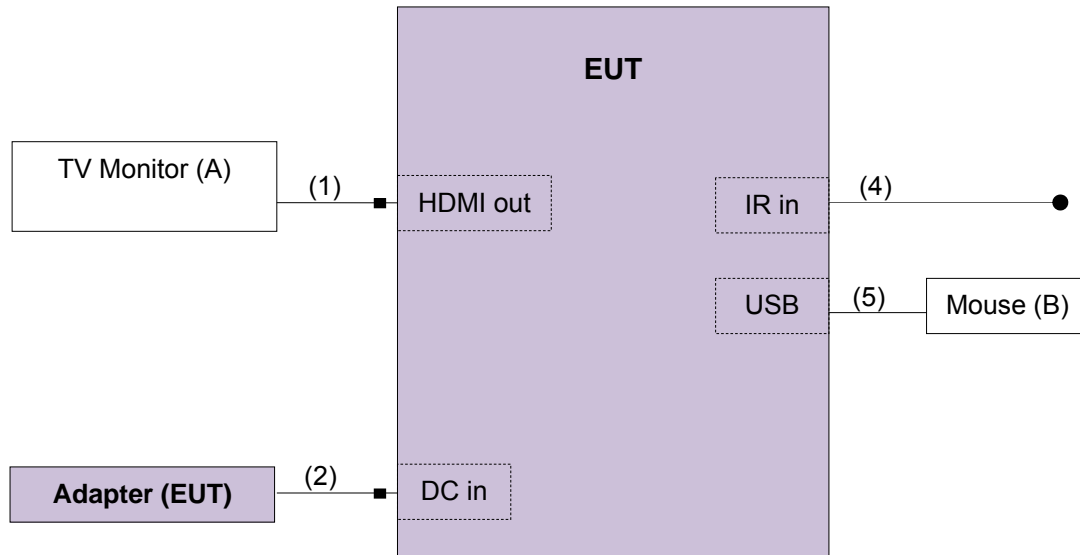 EUT
TV Monitor (A)
(1)
HDMI out
IR in
(4)
USB
(5)
Mouse (B)
Adapter (EUT)
(2)
DC in